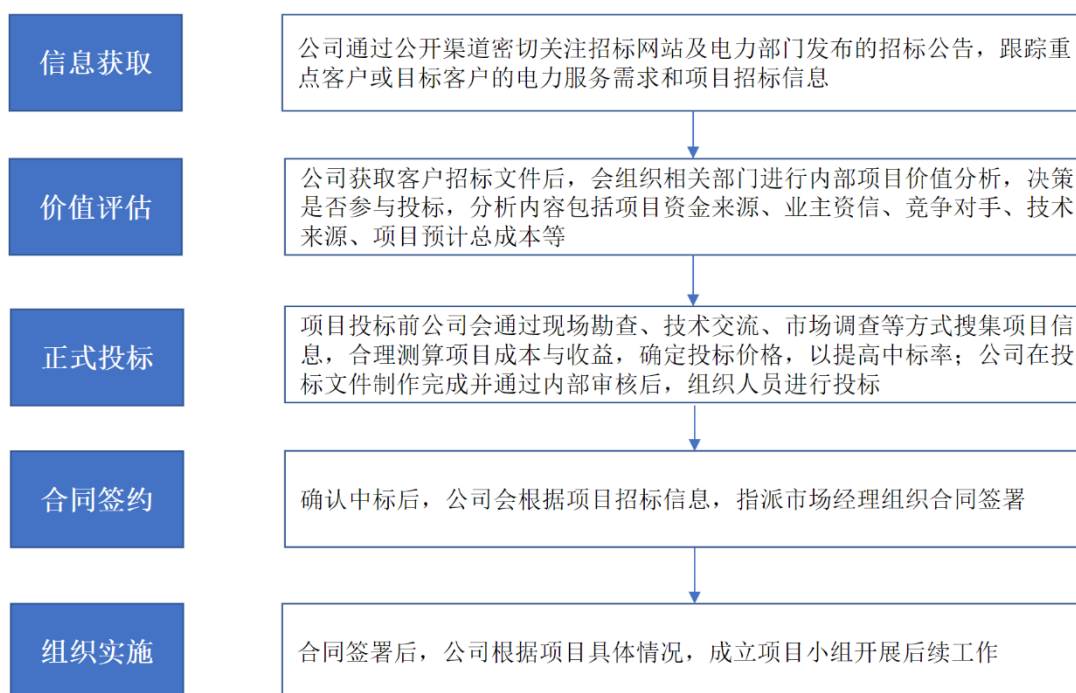 信息获取
公司通过公开渠道密切关注招标网站及电力部门发布的招标公告，跟踪重
点客户或目标客户的电力服务需求和项目招标信息
价值评估
公司获取客户招标文件后，会组织相关部门进行内部项目价值分析，决策
是否参与投标，分析内容包括项目资金来源、业主资信、竞争对手、技术
来源、项目预计总成本等
正式投标
项目投标前公司会通过现场勘查、技术交流、市场调查等方式搜集项目信
息，合理测算项目成本与收益，确定投标价格，以提高中标率；公司在投
标文件制作完成并通过内部审核后，组织人员进行投标
合同签约
确认中标后，公司会根据项目招标信息，指派市场经理组织合同签署
组织实施
合同签署后，公司根据项目具体情况，成立项目小组开展后续工作